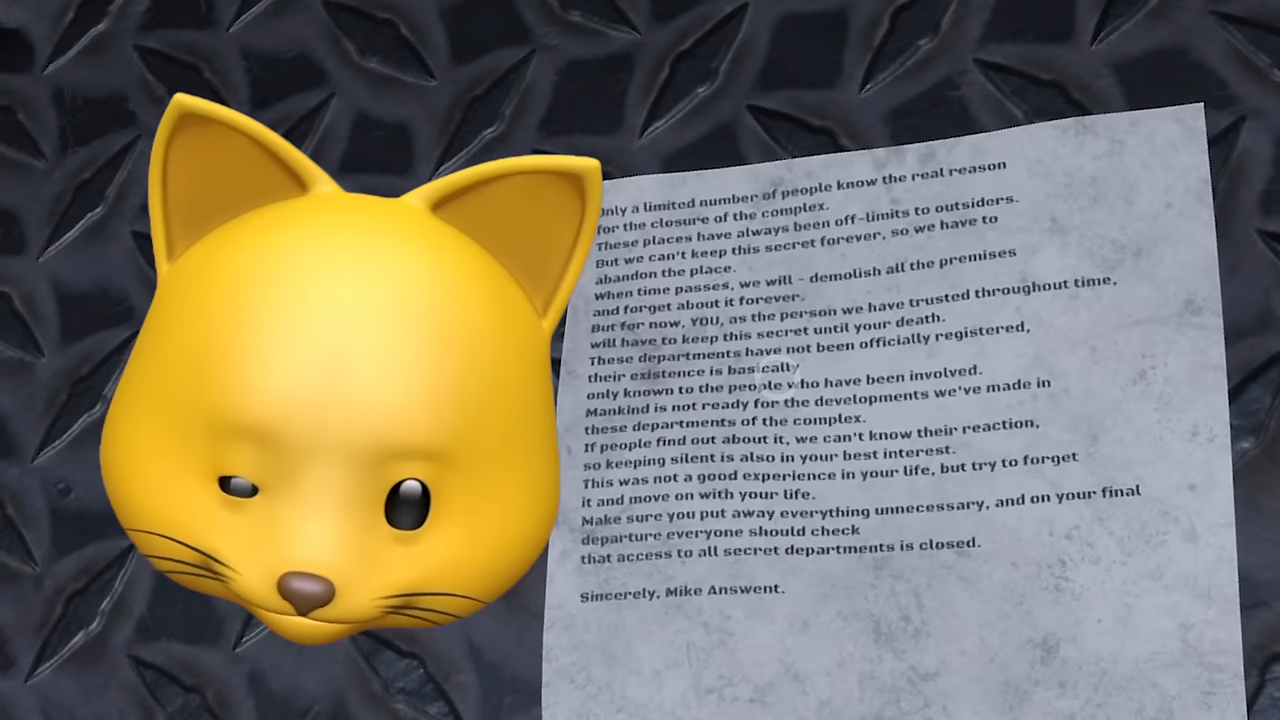 Only a limited number of people know the real reason
for the closure of the complex.
These places have always been off-limits to outsiders.
But we can't keep this secret forever, so we have to
abandon the place.
When time passes, we will - demolish all the premises
and forget about it forever.
But for now, YOU, as the person we have trusted throughout time,
will have to keep this secret until your death.
These departments have not been officially registered,
their existence is basically
only known to the people who have been involved.
Mankind is not ready for the developments we've made in
these departments of the complex.
If people find out about it, we can't know their reaction,
so keeping silent is also in your best interest.
This was not a good experience in your life, but try to forget
it and move on with your life.
Make sure you put away everything unnecessary, and on your final
departure everyone should check
that access to all secret departments is closed.
Sincerely, Mike Answent.